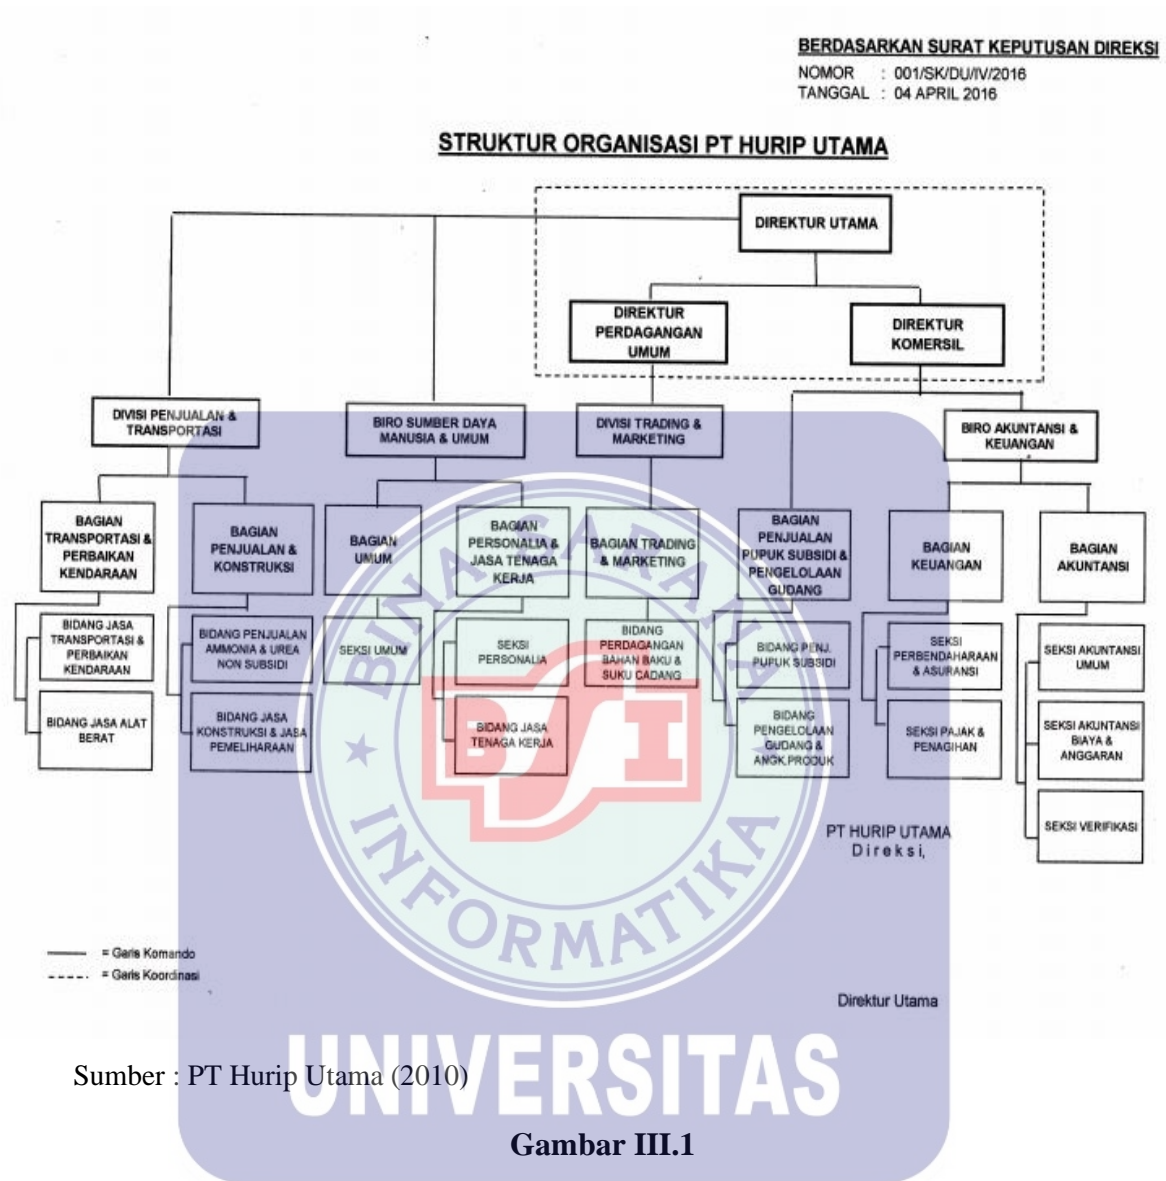 BERDASARKAN SURAT KEPUTUSAN DIREKSI
NOMOR : 001/SK/DU/IV/2016
TANGGAL : 04 APRIL 2016
STRUKTUR ORGANISASI PT HURIP UTAMA
DIREKTUR UTAMA
DIREKTUR
PERDAGANGAN
UMUM
DIREKTUR
KOMERSIL
DIVISI PENJUALAN &
TRANSPORTASI
BIRO SUMBER DAYA
MANUSIA & UMUM
DIVISI TRADING &
MARKETING
BIRO AKUNTANSI &
KEUANGAN
BAGIAN
TRANSPORTASI &
PERBAIKAN
KENDARAAN
BAGIAN
PENJUALAN &
KONSTRUKSI
BAGIAN
UMUM
BAGIAN
PERSONALIA &
JASA TENAGA
KERJA
BAGIAN TRADING
& MARKETING
BAGIAN
PENJUALAN
PUPUK SUBSIDI &
PENGELOLAAN
GUDANG
BAGIAN
KEUANGAN
BAGIAN
AKUNTANSI
BIDANG JASA
TRANSPORTASI &
PERBAIKAN
KENDARAAN
BIDANG PENJUALAN
AMMONIA & UREA
NON SUBSIDI
SEKSI UMUM
SEKSI
PERSONALIA
BIDANG
PERDAGANGAN
BAHAN BAKU &
SUKU CADANG
BIDANG PENJ.
PUPUK SUBSIDI
SEKSI
PERBENDAHARAAN
& ASURANSI
SEKSI AKUNTANSI
UMUM
BIDANG JASA ALAT
BERAT
BIDANG JASA
KONSTRUKSI & JASA
PEMELIHARAAN
BIDANG JASA
TENAGA KERJA
BIDANG
PENGELOLAAN
GUDANG &
ANGK.PRODUK
SEKSI PAJAK &
PENAGIHAN
SEKSI AKUNTANSI
BIAYA &
ANGGARAN
SEKSI VERIFIKASI
PT HURIP UTAMA
Direksi,
= Garis Komando
= Garis Koordinasi
Direktur Utama
BINA SARANA
INFORMATIKA
BSI
UNIVERSITAS
Sumber : PT Hurip Utama (2010)
Gambar III.1